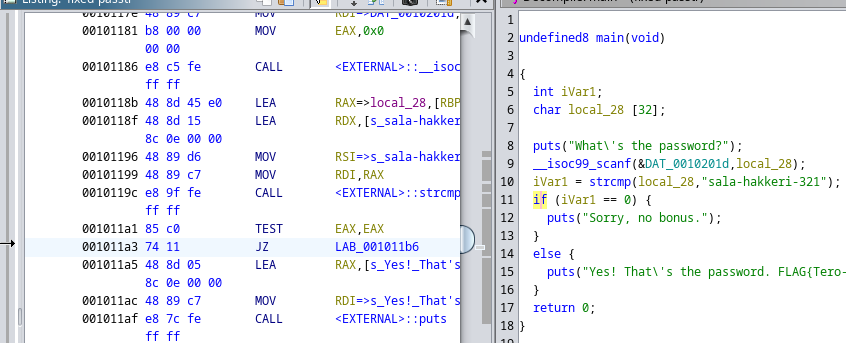 Listing: fixed passtr
0010117e 48 89 c7 MOV RDI=>DAT_0010201d,
00101181 b8 00 00 MOV EAX,0x0
00 00
00101186 e8 c5 fe CALL <EXTERNAL>::__isoc
ff ff
0010118b 48 8d 45 e0 LEA RAX=>local_28,[RBP
0010118f 48 8d 15 LEA RDX,[s_sala-hakker
8c 0e 00 00
00101196 48 89 d6 MOV RSI=>s_sala-hakker
00101199 48 89 c7 MOV RDI,RAX
0010119c e8 9f fe CALL <EXTERNAL>::strcmp
ff ff
001011a1 85 c0 TEST EAX,EAX
001011a3 74 11 JZ LAB_001011b6
001011a5 48 8d 05 LEA RAX,[s_Yes!_That's
8c 0e 00 00
001011ac 48 89 c7 MOV RDI=>s_Yes!_That's
001011af e8 7c fe CALL <EXTERNAL>::puts
ff ff
1
2 undefined8 main(void)
3
4 {
5 int iVar1;
6 char local_28 [32];
7
8 puts("What\'s the password?");
9 __isoc99_scanf(&DAT_0010201d,local_28);
10 iVar1 = strcmp(local_28,"sala-hakkeri-321");
11 if (iVar1 == 0) {
12 puts("Sorry, no bonus.");
13 }
14 else {
15 puts("Yes! That\'s the password. FLAG{Tero-
16 }
17 return 0;
18 }